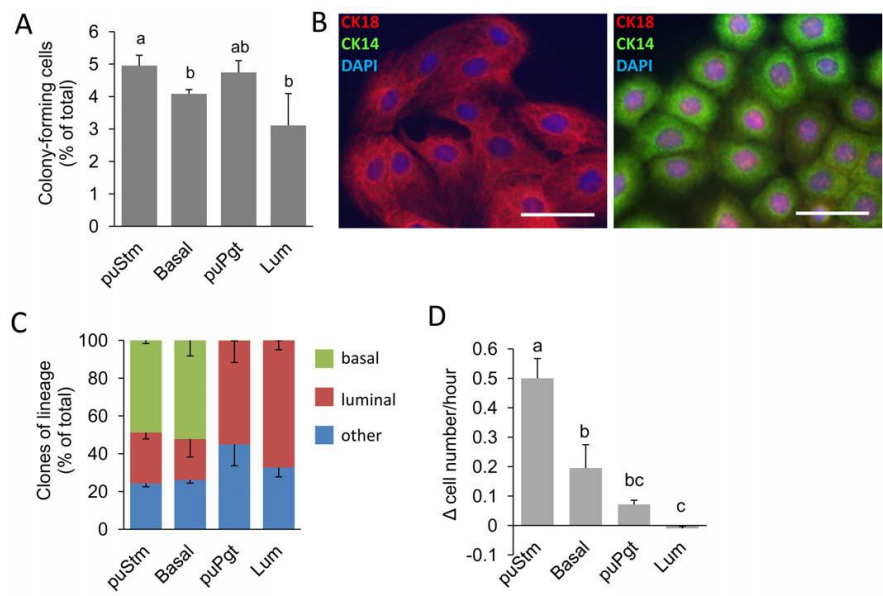 A
Colony-forming cells
(% of total)
6
5
4
3
2
1
0
a
b
ab
b
puStm
Basal
puPgt
Lum
B
CK18
CK14
DAPI
CK18
CK14
DAPI
C
Clones of lineage
(% of total)
100
80
60
40
20
0
puStm
Basal
puPgt
Lum
basal
luminal
other
D
Δ cell number/hour
0.6
0.5
0.4
0.3
0.2
0.1
0
-0.1
a
b
bc
c
puStm
Basal
puPgt
Lum